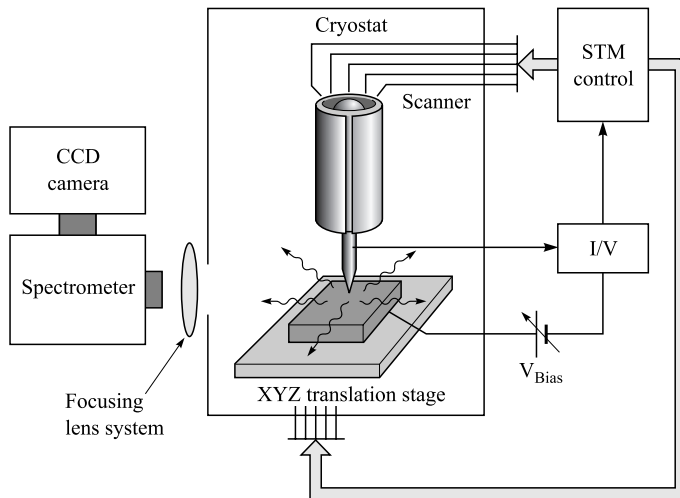 Cryostat
STM
control
Scanner
CCD
camera
I/V
Spectrometer
V_Bias
XYZ translation stage
Focusing
lens system